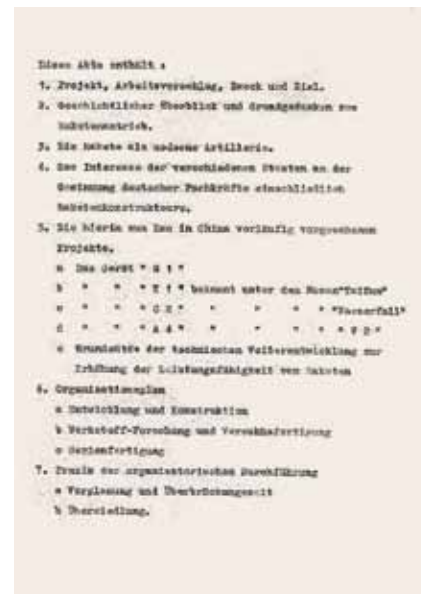 Diese Akte enthält :
1. Projekt, Arbeitsvorschlag, Zweck und Ziel.
2. Geschichtlicher Überblick und Grundgedanken zum
Raketenantrieb.
3. Die Rakete als moderne Artillerie.
4. Das Interesse der verschiedenen Staaten an der
Gewinnung deutscher Fachkräfte einschließlich
Raketenkonstrukteure.
5. Die hierin zum Bau in China vorläufig vorgesehenen
Projekte.
a Das Gerät "
b " " " bekannt unter dem Namen"Taifun"
c " " " C 2 " " " " "Wasserfall"
d " " " A 4 " " " " " V 2 "
e Grundsätze der technischen Weiterentwicklung zur
Erhöhung der Leistungsfähigkeit von Raketen
6. Organisationsplan
a Entwicklung und Konstruktion
b Werkstoff-Forschung und Versuchsfertigung
c Serienfertigung
7. Praxis der organisatorischen Durchführung
a Vorplanung und Überbrückungszeit
b Übersiedlung.